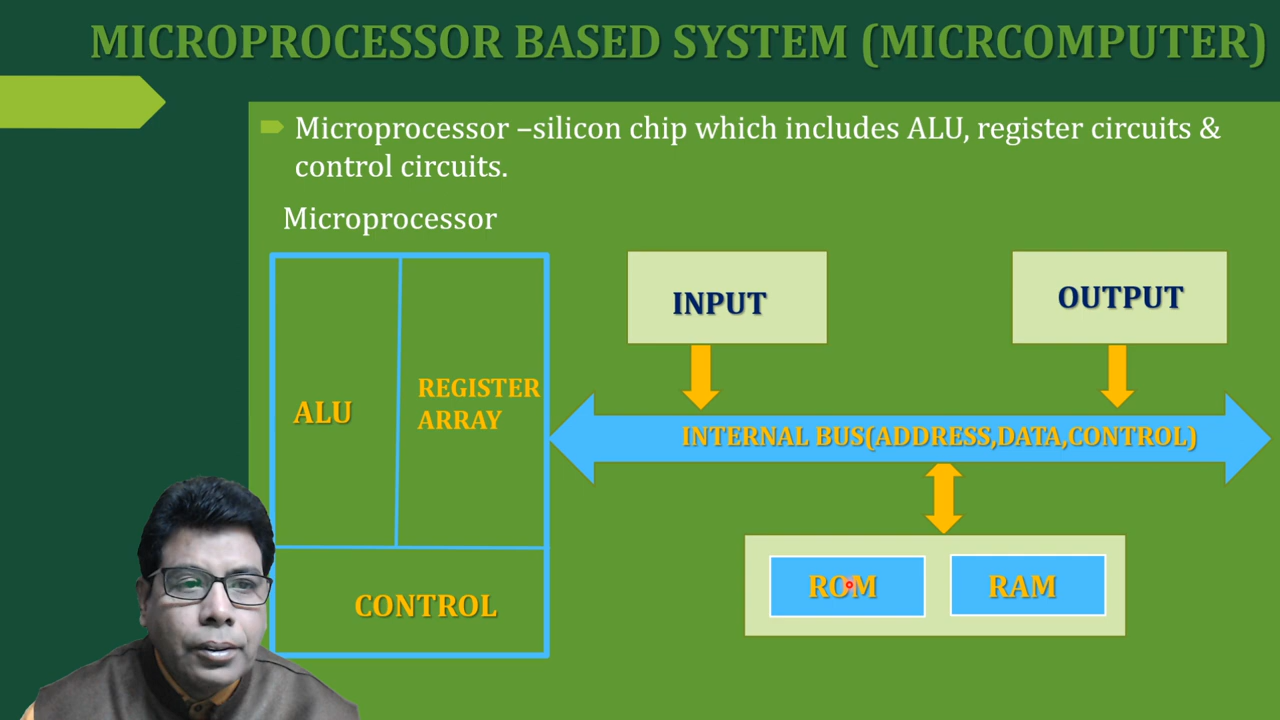 MICROPROCESSOR BASED SYSTEM (MICRCOMPUTER)
Microprocessor –silicon chip which includes ALU, register circuits &
control circuits.
Microprocessor
ALU
REGISTER
ARRAY
CONTROL
INPUT
OUTPUT
INTERNAL BUS(ADDRESS,DATA,CONTROL)
ROM
RAM